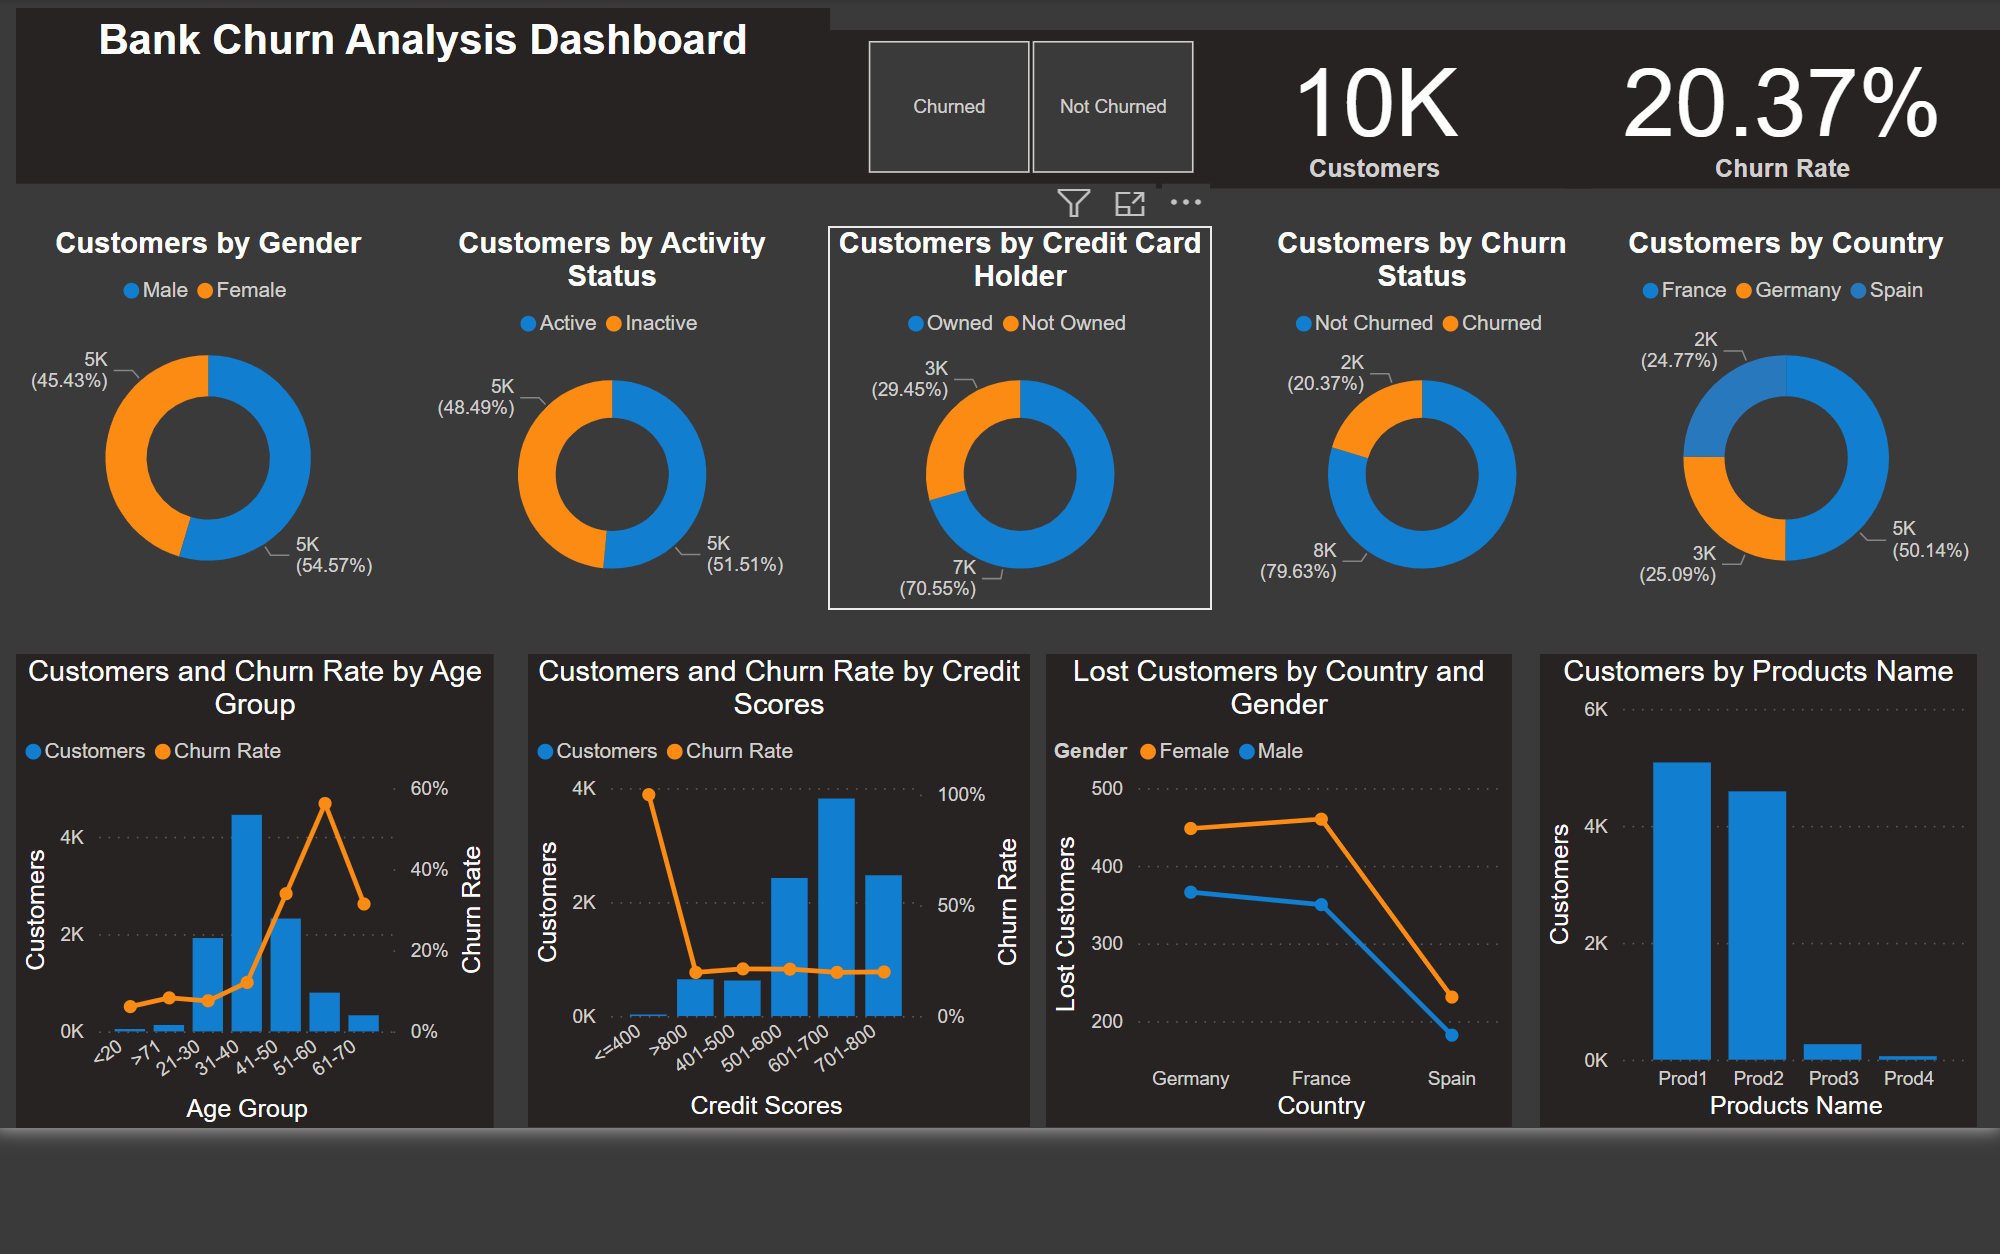 Bank Churn Analysis Dashboard
Churned
Not Churned
10K
Customers
20.37%
Churn Rate
Customers by Gender
Male Female
5K
(45.43%)
5K
(54.57%)
Customers by Activity
Status
Active Inactive
5K
(48.49%)
5K
(51.51%)
Customers by Credit Card
Holder
Owned Not Owned
3K
(29.45%)
7K
(70.55%)
Customers by Churn
Status
Not Churned Churned
2K
(20.37%)
8K
(79.63%)
Customers by Country
France Germany Spain
2K
(24.77%)
3K
(25.09%)
5K
(50.14%)
Customers and Churn Rate by Age
Group
Customers Churn Rate
Customers
4K
2K
0K
60%
40%
20%
0%
Churn Rate
<20
>71
21-30
31-40
41-50
51-60
61-70
Age Group
Customers and Churn Rate by Credit
Scores
Customers Churn Rate
Customers
4K
2K
0K
100%
50%
0%
Churn Rate
<=400
>800
401-500
501-600
601-700
701-800
Credit Scores
Lost Customers by Country and
Gender
Gender Female Male
Lost Customers
500
400
300
200
Germany France Spain
Country
Customers by Products Name
Customers
6K
4K
2K
0K
Prod1 Prod2 Prod3 Prod4
Products Name